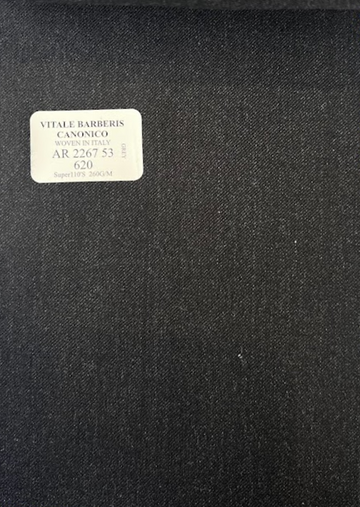 VITALE BARBERIS
CANONICO
WOVEN IN ITALY
AR 2267 53
620
Super110'S 260G/M